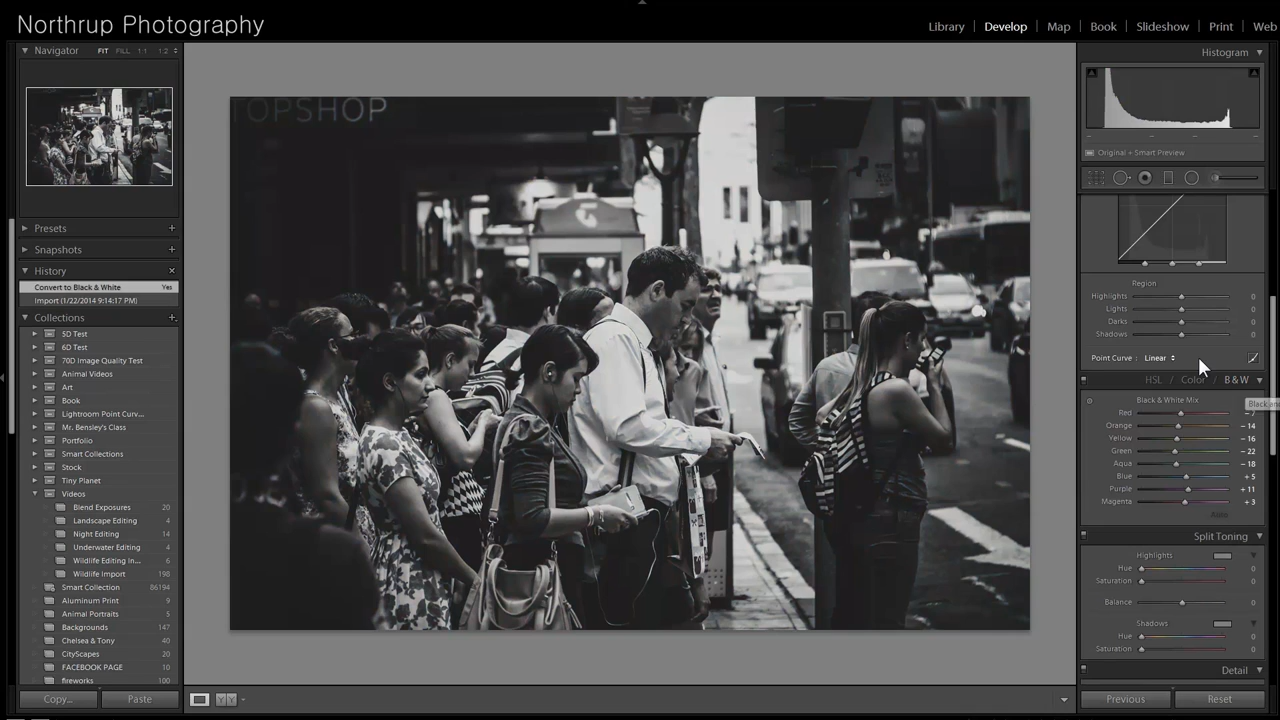 Northrup Photography
Library | Develop | Map | Book | Slideshow | Print | Web
Navigator FIT FILL 1:1 1:2
Presets +
Snapshots +
History ×
Convert to Black & White Yes
Import (1/22/2014 9:14:17 PM)
Collections +
5D Test
6D Test
70D Image Quality Test
Animal Videos
Art
Book
Lightroom Point Curv...
Mr. Bensley's Class
Portfolio
Smart Collections
Stock
Tiny Planet
Videos
Blend Exposures 20
Landscape Editing 4
Night Editing 14
Underwater Editing 4
Wildlife Editing in... 6
Wildlife Import 198
Smart Collection 86194
Aluminum Print 9
Animal Portraits 4
Backgrounds 147
Chelsea & Tony 40
CityScapes 20
FACEBOOK PAGE 10
fireworks 100
Copy... Paste
TOPSHOP
YY
Histogram
Original + Smart Preview
Region
Highlights 0
Lights 0
Darks 0
Shadows 0
Point Curve : Linear
HSL / Color / B & W
Black & White Mix
Red - 7
Orange - 14
Yellow - 16
Green - 22
Aqua - 18
Blue + 5
Purple + 11
Magenta + 3
Auto
Split Toning
Highlights
Hue 0
Saturation 0
Balance 0
Shadows
Hue 0
Saturation 0
Detail
Previous Reset